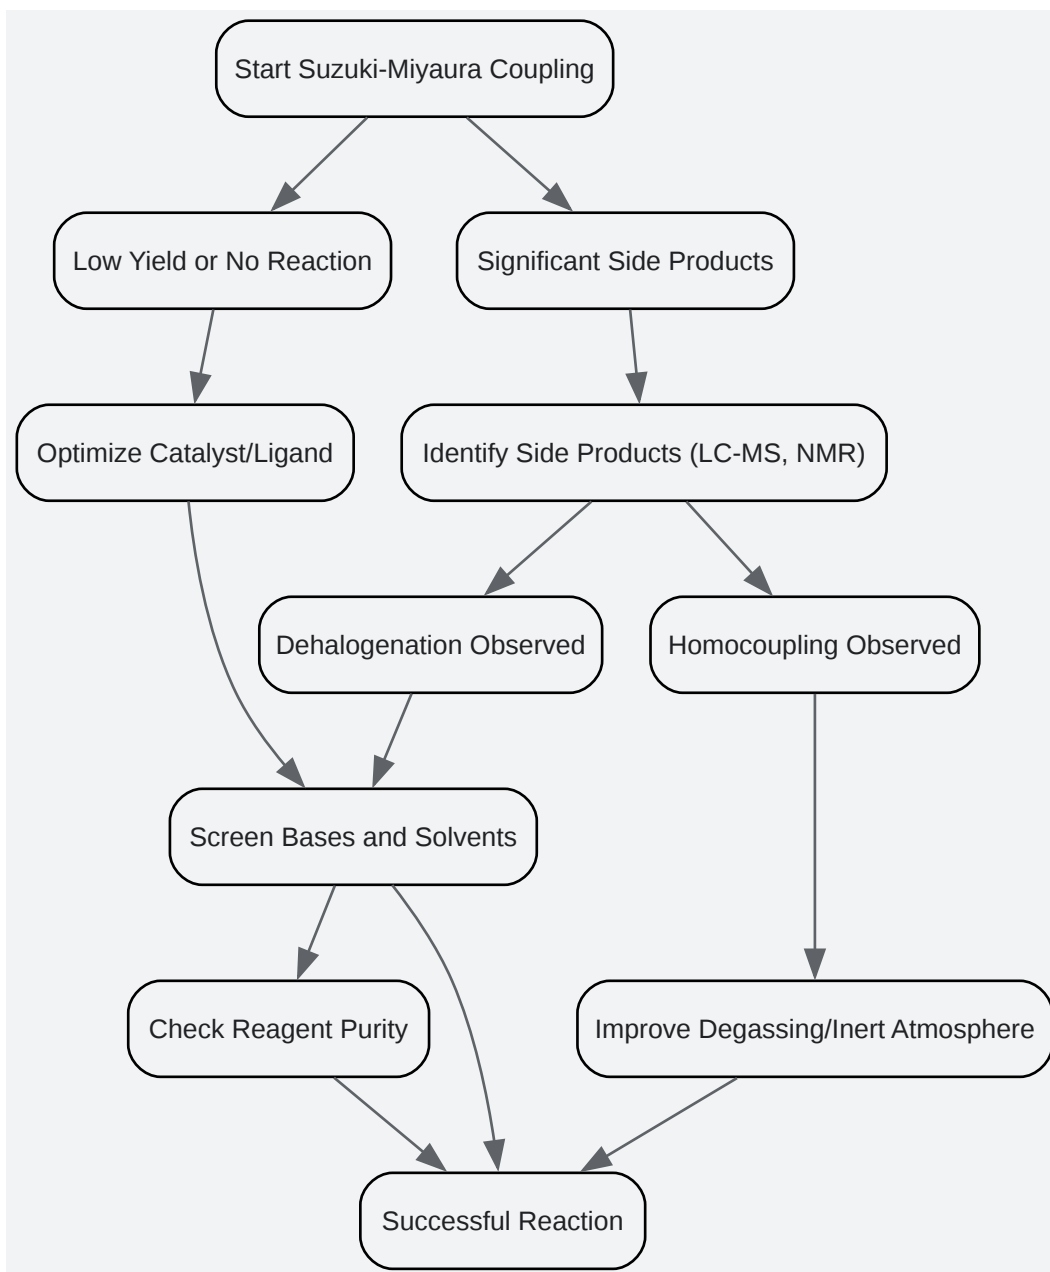 Start Suzuki-Miyaura Coupling
Low Yield or No Reaction
Significant Side Products
Optimize Catalyst/Ligand
Identify Side Products (LC-MS, NMR)
Dehalogenation Observed
Homocoupling Observed
Screen Bases and Solvents
Check Reagent Purity
Improve Degassing/Inert Atmosphere
Successful Reaction